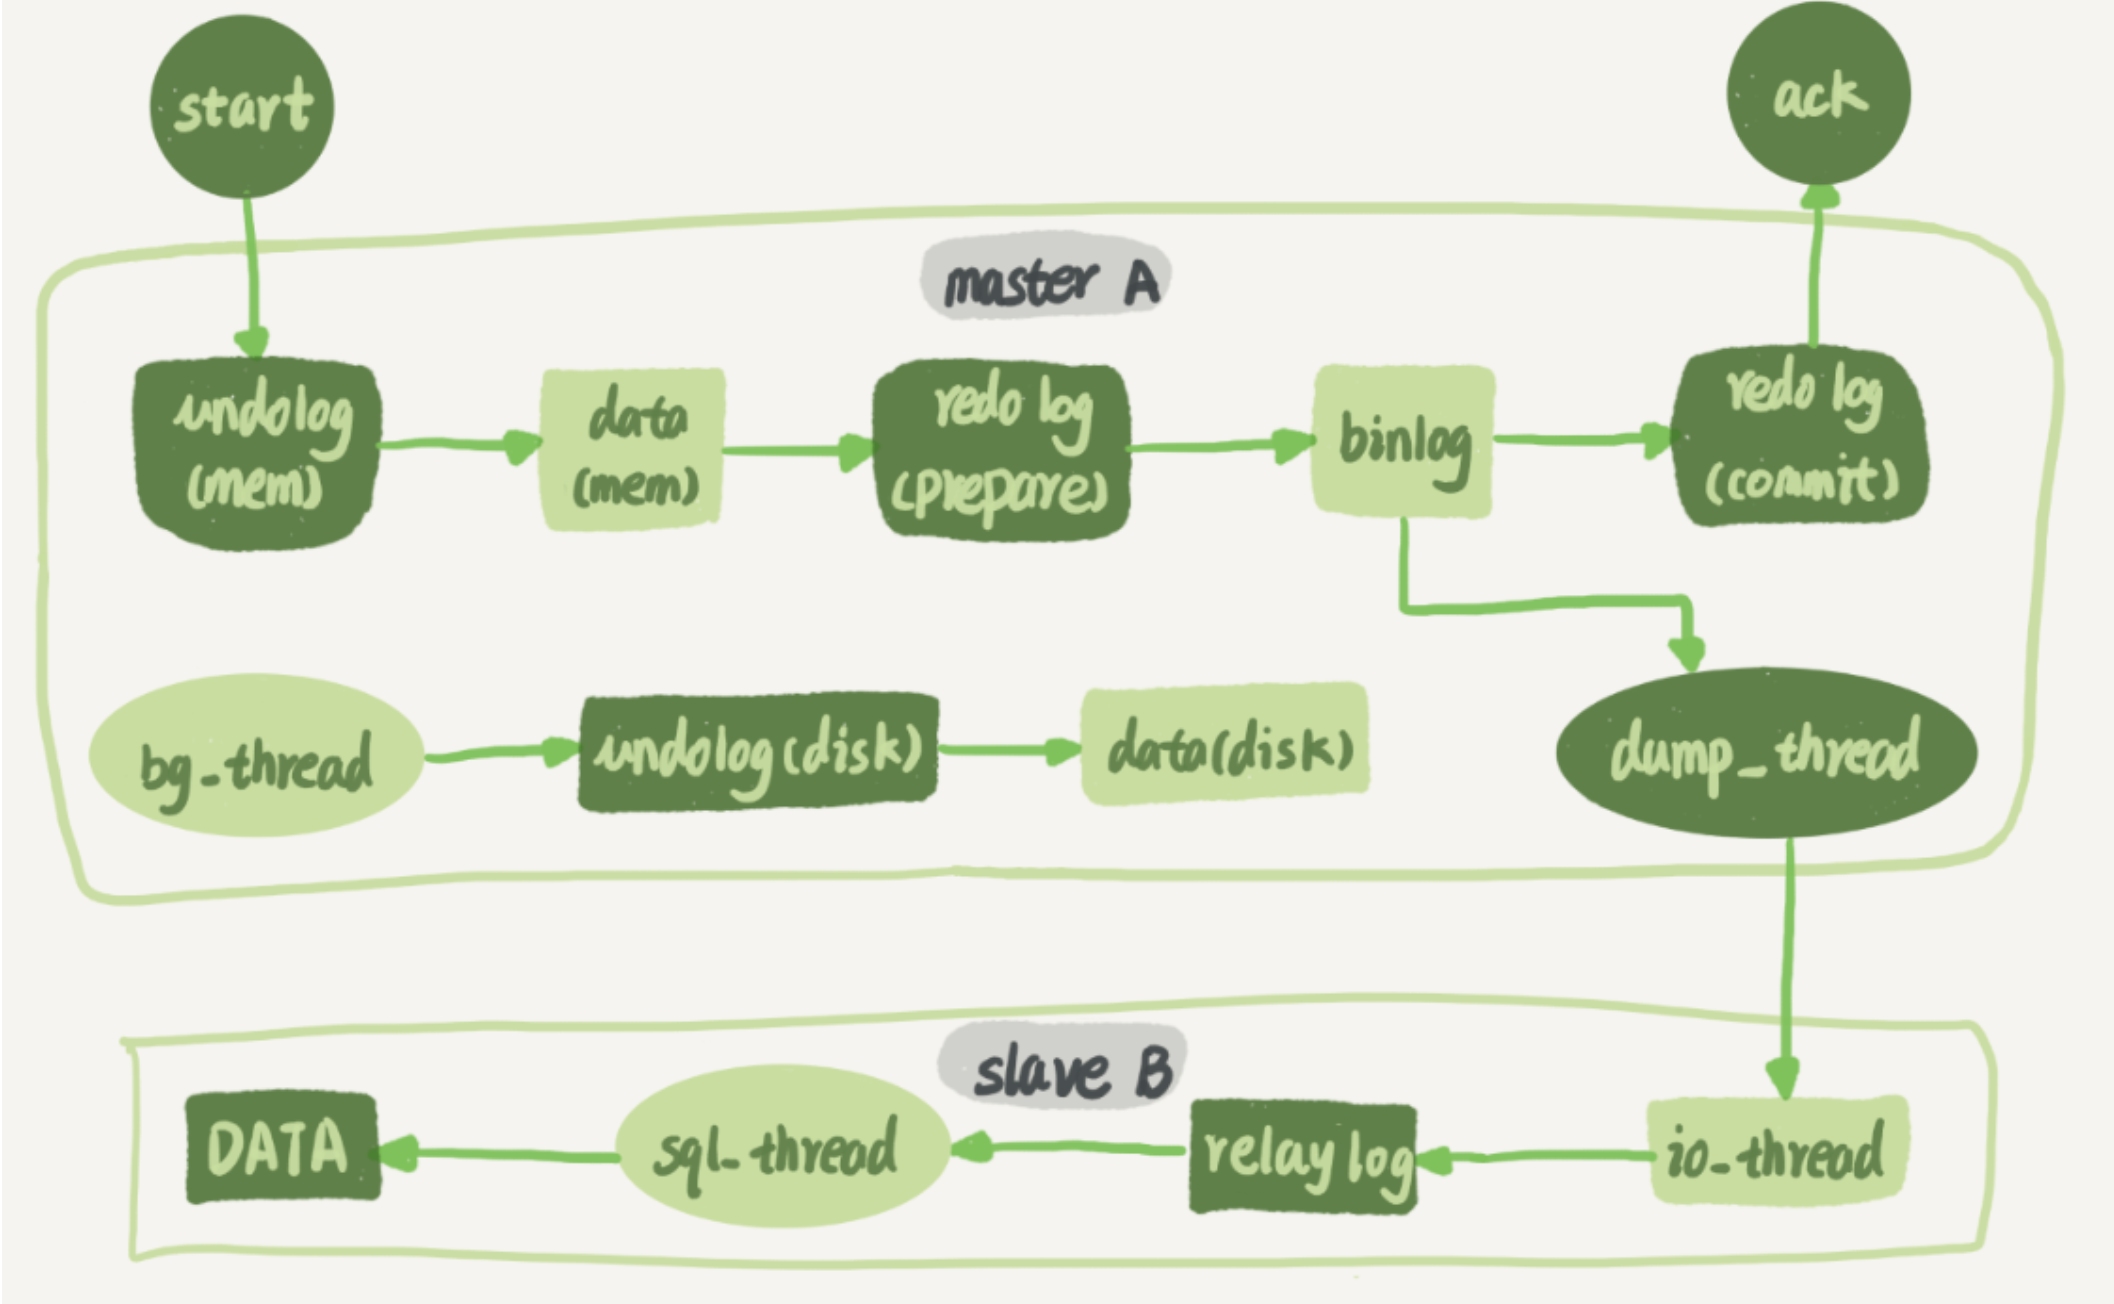 start
ack
master A
undolog
(mem)
data
(mem)
redo log
(prepare)
binlog
redo log
(commit)
bg_thread
undolog(disk)
data(disk)
dump_thread
slave B
DATA
sql_thread
relay log
io_thread